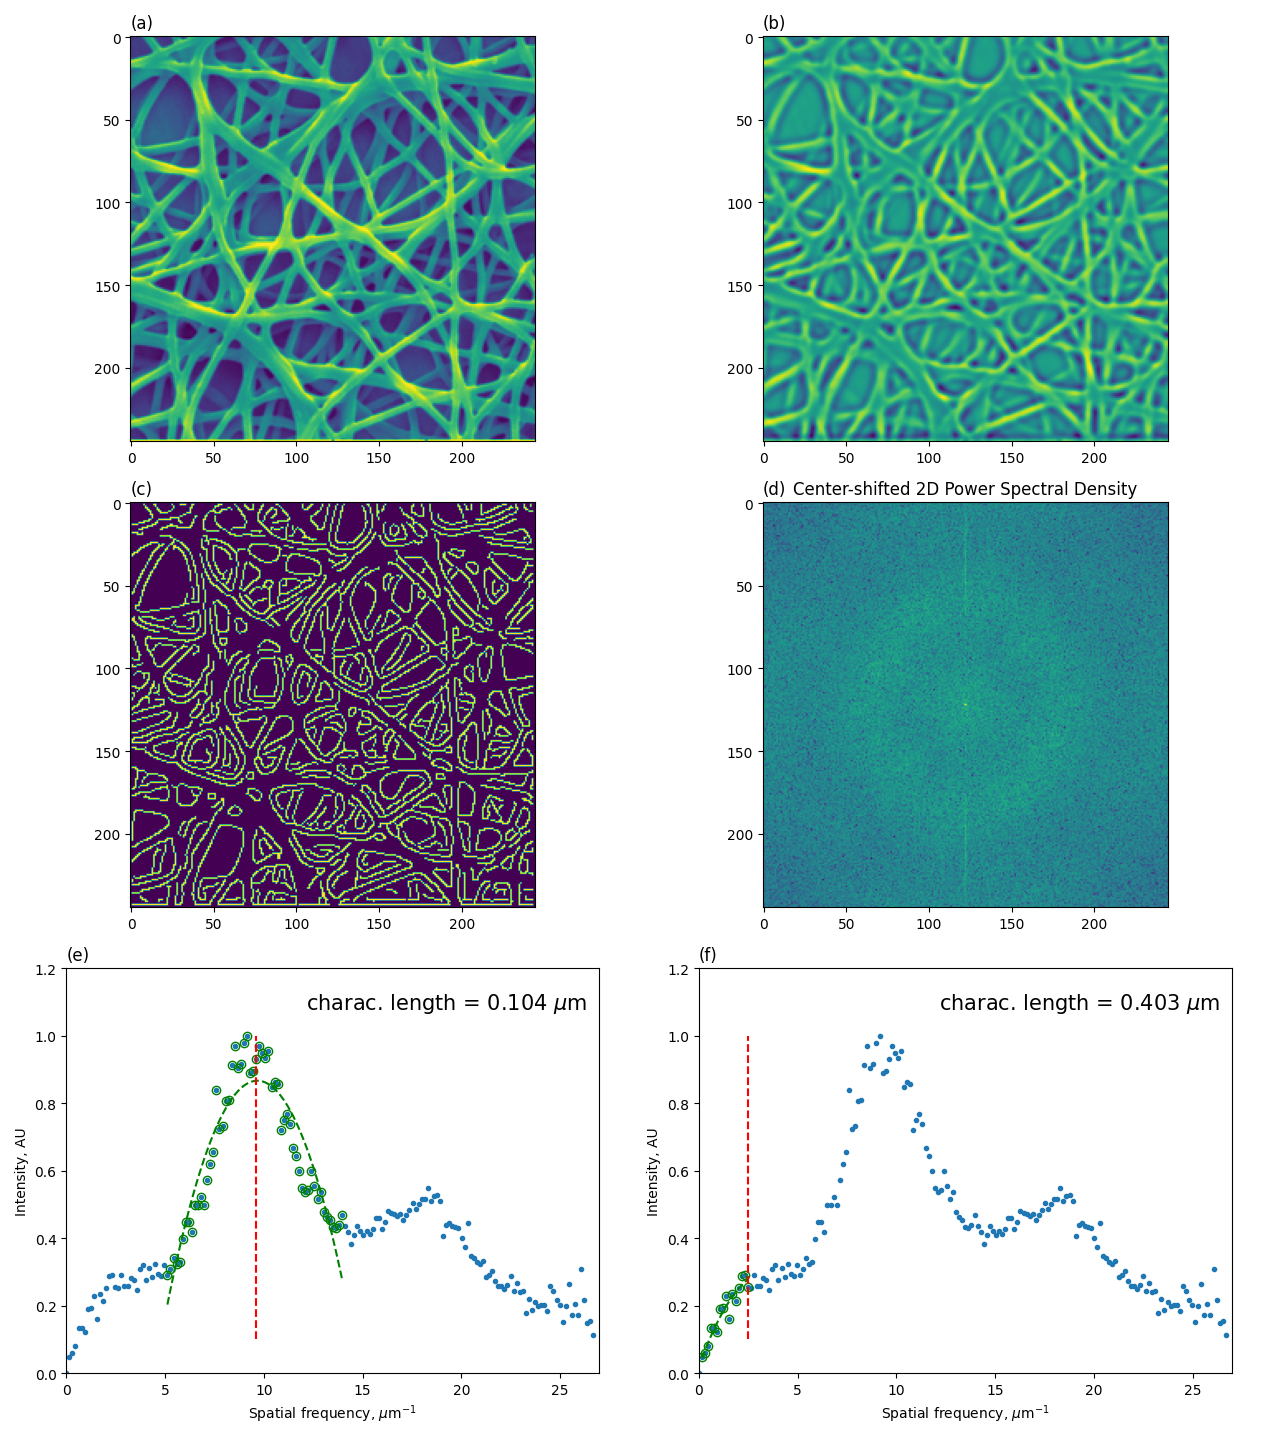 (a)
0
50
100
150
200
0 50 100 150 200
(b)
0
50
100
150
200
0 50 100 150 200
(c)
0
50
100
150
200
0 50 100 150 200
(d) Center-shifted 2D Power Spectral Density
0
50
100
150
200
0 50 100 150 200
(e)
charac. length = 0.104 μm
Intensity, AU
1.2
1.0
0.8
0.6
0.4
0.2
0.0
0 5 10 15 20 25
Spatial frequency, μm⁻¹
(f)
charac. length = 0.403 μm
Intensity, AU
1.2
1.0
0.8
0.6
0.4
0.2
0.0
0 5 10 15 20 25
Spatial frequency, μm⁻¹